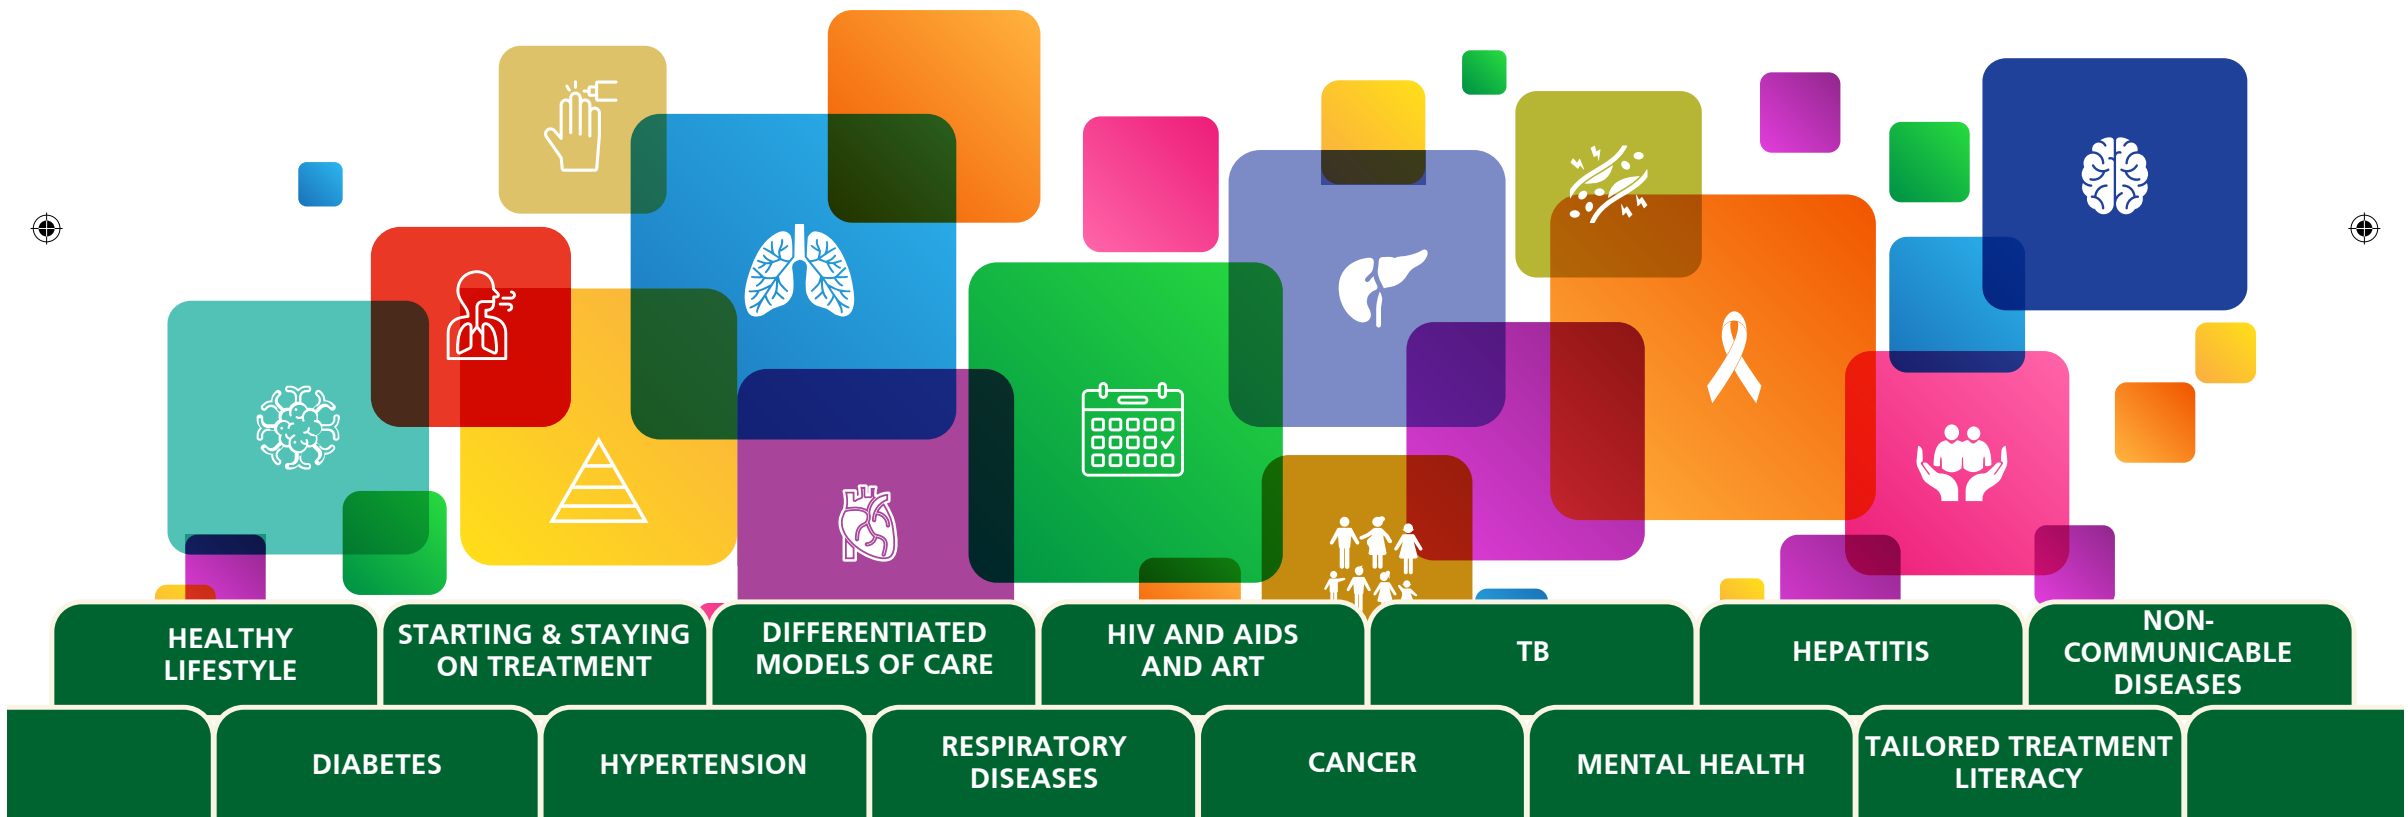 HEALTHY
LIFESTYLE
STARTING & STAYING
ON TREATMENT
DIFFERENTIATED
MODELS OF CARE
HIV AND AIDS
AND ART
TB
HEPATITIS
NON-
COMMUNICABLE
DISEASES
DIABETES
HYPERTENSION
RESPIRATORY
DISEASES
CANCER
MENTAL HEALTH
TAILORED TREATMENT
LITERACY